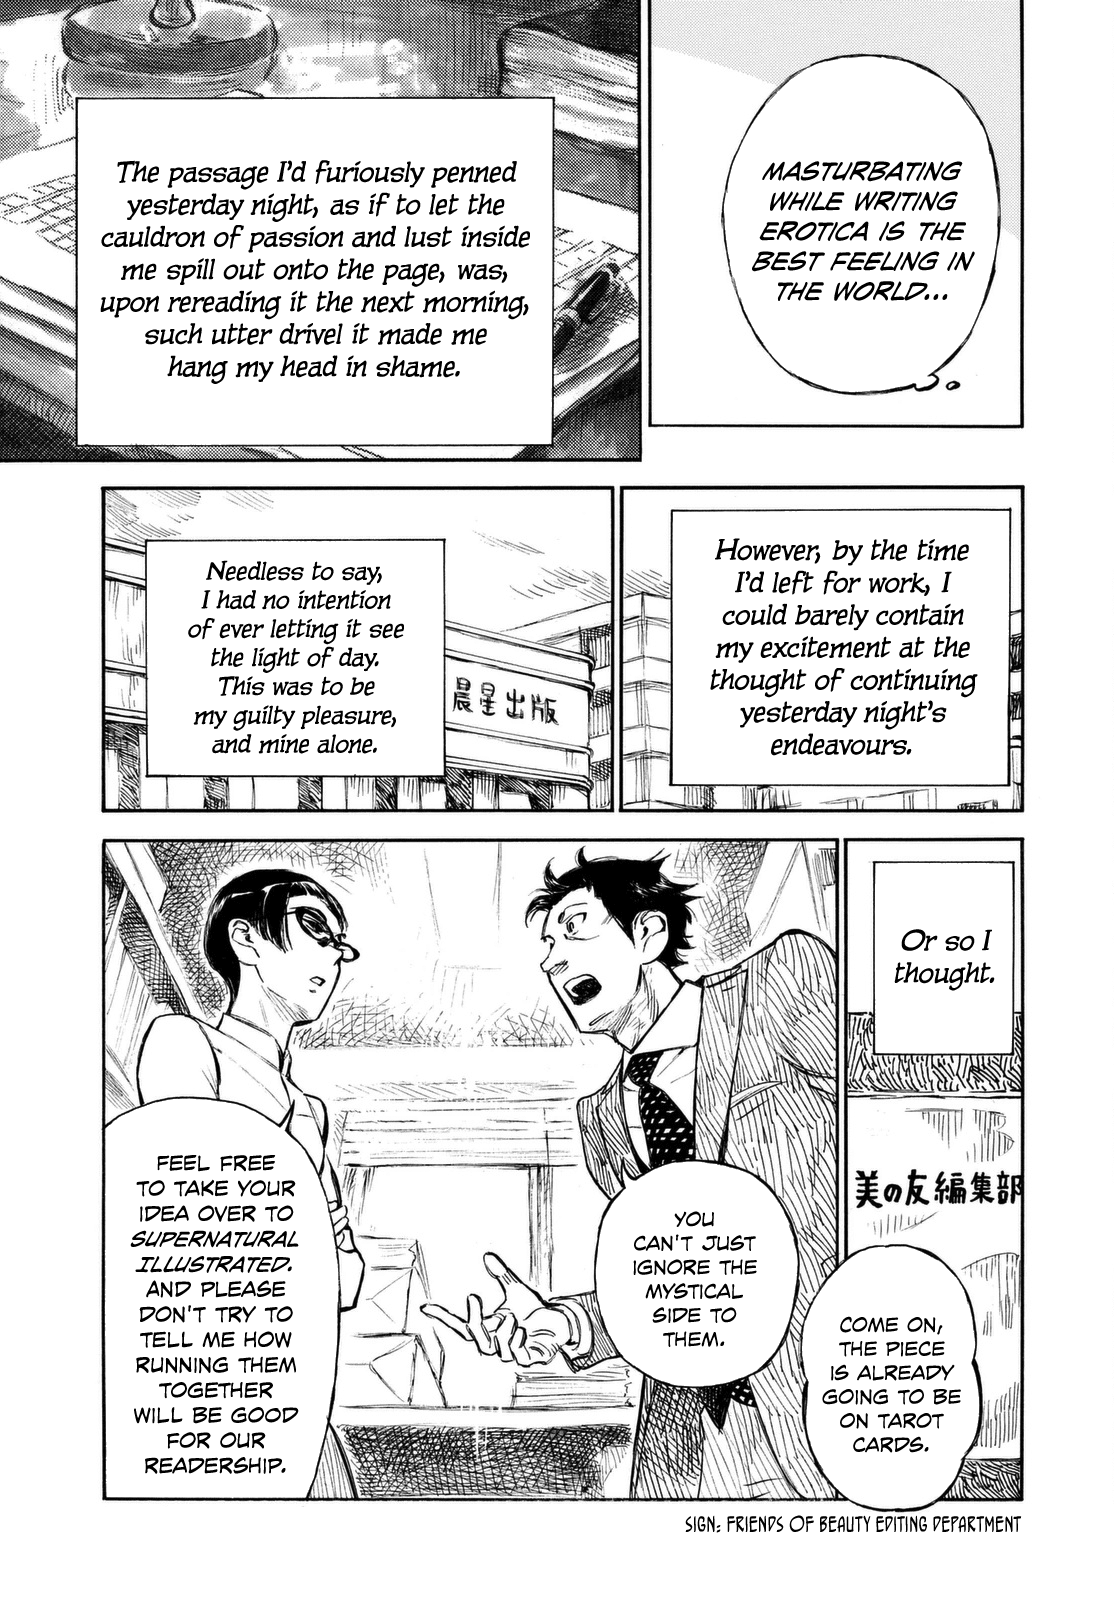 MASTURBATING
WHILE WRITING
EROTICA IS THE
BEST FEELING IN
THE WORLD...
The passage I'd furiously penned
yesterday night, as if to let the
cauldron of passion and lust inside
me spill out onto the page, was,
upon rereading it the next morning,
such utter drivel it made me
hang my head in shame.
However, by the time
I'd left for work, I
could barely contain
my excitement at the
thought of continuing
yesterday night's
endeavours.
Needless to say,
I had no intention
of ever letting it see
the light of day.
This was to be
my guilty pleasure,
and mine alone.
晨星出版
Or so I
thought.
美の友編集部
COME ON,
THE PIECE
IS ALREADY
GOING TO BE
ON TAROT
CARDS.
YOU
CAN'T JUST
IGNORE THE
MYSTICAL
SIDE TO
THEM.
FEEL FREE
TO TAKE YOUR
IDEA OVER TO
SUPERNATURAL
ILLUSTRATED.
AND PLEASE
DON'T TRY TO
TELL ME HOW
RUNNING THEM
TOGETHER
WILL BE GOOD
FOR OUR
READERSHIP.
SIGN: FRIENDS OF BEAUTY EDITING DEPARTMENT